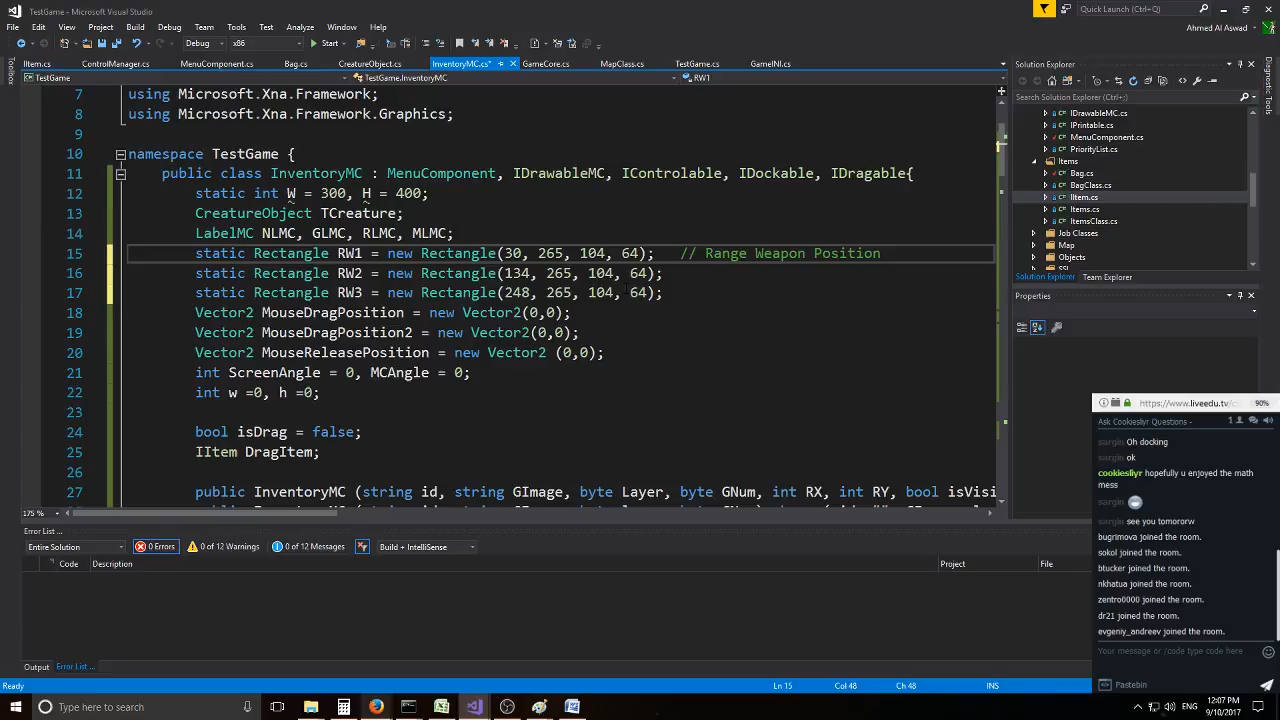 TestGame - Microsoft Visual Studio
Quick Launch (Ctrl+Q)
File Edit View Project Build Debug Team Tools Test Analyze Window Help
Ahmed Al Aswad
Debug x86 Start
Item.cs ControlManager.cs MenuComponent.cs Bag.cs CreatureObject.cs InventoryMC.cs* GameCore.cs MapClass.cs TestGame.cs GameINI.cs
TestGame TestGame.InventoryMC RW1
7 using Microsoft.Xna.Framework;
8 using Microsoft.Xna.Framework.Graphics;
9
10 namespace TestGame {
11 public class InventoryMC : MenuComponent, IDrawableMC, IControlable, IDockable, IDragable{
12 static int W = 300, H = 400;
13 CreatureObject TCreature;
14 LabelMC NLMC, GLMC, RLMC, MLMC;
15 static Rectangle RW1 = new Rectangle(30, 265, 104, 64); // Range Weapon Position
16 static Rectangle RW2 = new Rectangle(134, 265, 104, 64);
17 static Rectangle RW3 = new Rectangle(248, 265, 104, 64);
18 Vector2 MouseDragPosition = new Vector2(0,0);
19 Vector2 MouseDragPosition2 = new Vector2(0,0);
20 Vector2 MouseReleasePosition = new Vector2 (0,0);
21 int ScreenAngle = 0, MCAngle = 0;
22 int w =0, h =0;
23
24 bool isDrag = false;
25 IItem DragItem;
26
27 public InventoryMC (string id, string GImage, byte Layer, byte GNum, int RX, int RY, bool isVisi
175 %
Toolbox
Diagnostic Tools
Solution Explorer
Search Solution Explorer (Ctrl+;)
IDrawableMC.cs
IPrintable.cs
MenuComponent.cs
PriorityList.cs
Items
Bag.cs
BagClass.cs
IItem.cs
Items.cs
ItemsClass.cs
Job Classes
Map
Objects
Solution Explorer Team Explorer
Properties
Error List ...
Entire Solution 0 Errors 0 of 12 Warnings 0 of 12 Messages Build + IntelliSense
Code Description Project File
Output Error List ...
Ready Ln 15 Col 48 Ch 48 INS
https://www.liveedu.tv/c 90%
Ask Cookiesliyr Questions - 1
sargin Oh docking
sargin ok
cookiesliyr hopefully u enjoyed the math
mess
sargin
sargin see you tomororw
bugrimova joined the room.
sokol joined the room.
btucker joined the room.
nkhatua joined the room.
zentro0000 joined the room.
dr21 joined the room.
evgeniy_andreev joined the room.
Your message or /code type code here
Pastebin
Type here to search
ENG 12:07 PM
9/10/2017